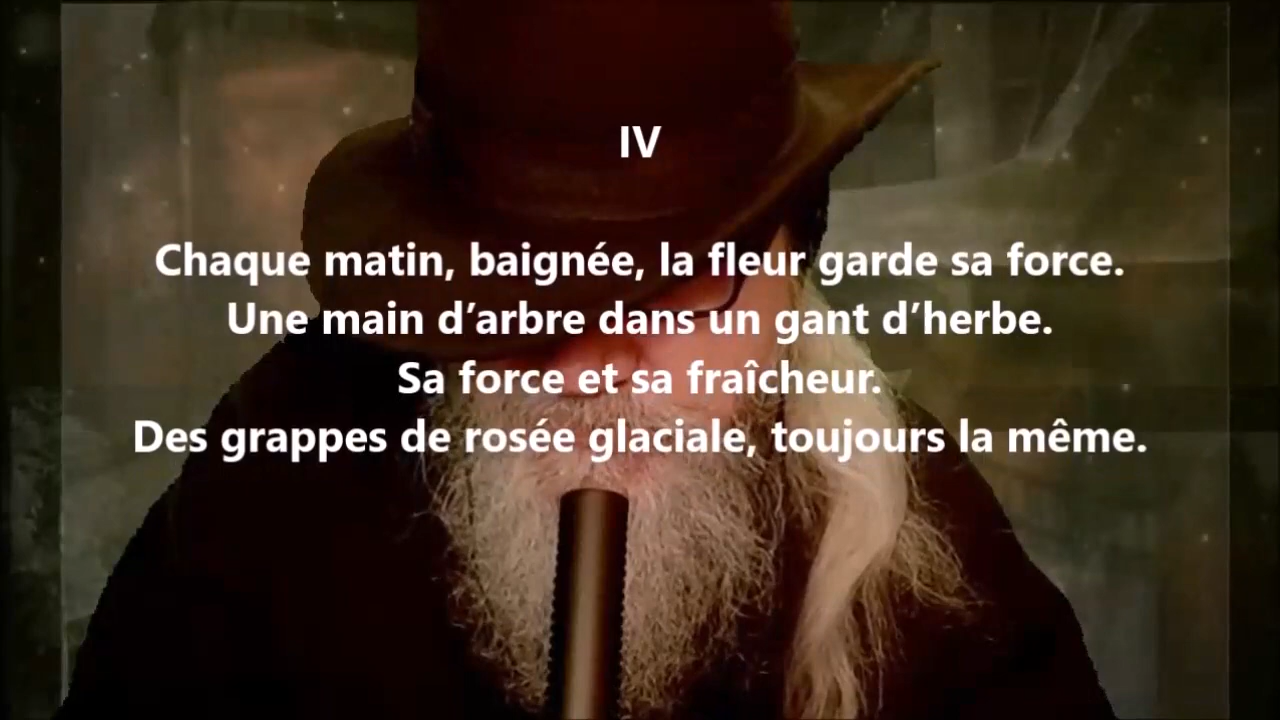 IV
Chaque matin, baignée, la fleur garde sa force.
Une main d’arbre dans un gant d’herbe.
Sa force et sa fraîcheur.
Des grappes de rosée glaciale, toujours la même.